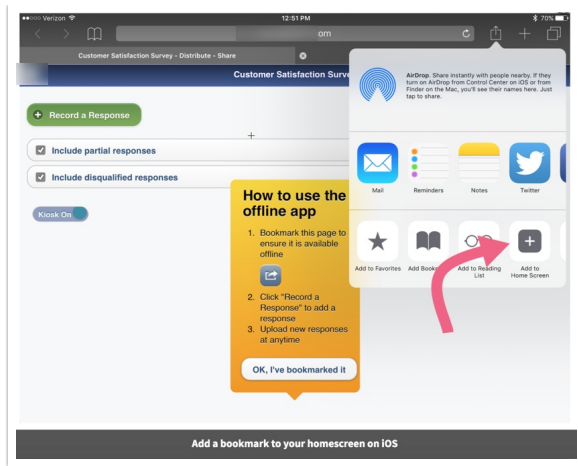 Verizon
12:51 PM
70%
om
Customer Satisfaction Survey - Distribute - Share
Customer Satisfaction Surve
AirDrop. Share instantly with people nearby. If they
turn on AirDrop from Control Center on iOS or from
Finder on the Mac, you'll see their names here. Just
tap to share.
Record a Response
Include partial responses
Include disqualified responses
Kiosk On
Mail
Reminders
Notes
Twitter
How to use the
offline app
1. Bookmark this page to
ensure it is available
offline
2. Click "Record a
Response" to add a
response
3. Upload new responses
at anytime
OK, I've bookmarked it
Add to Favorites
Add Book
Add to Reading
List
Add to
Home Screen
Add a bookmark to your homescreen on iOS